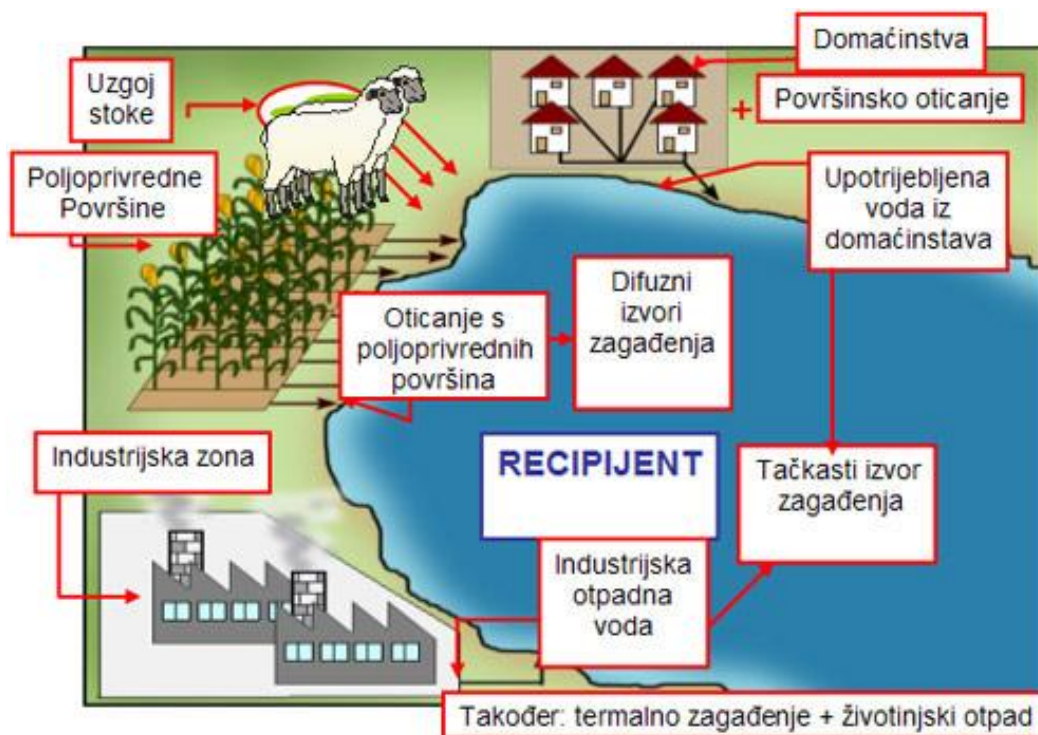 Domaćinstva
Uzgoj
stoke
+
Površinsko oticanje
Poljoprivredne
Površine
Upotrijebljena
voda iz
domaćinstava
Difuzni
izvori
zagađenja
Oticanje s
poljoprivrednih
površina
Industrijska zona
RECIPIJENT
Tačkasti izvor
zagađenja
Industrijska
otpadna
voda
Također: termalno zagađenje + životinjski otpad